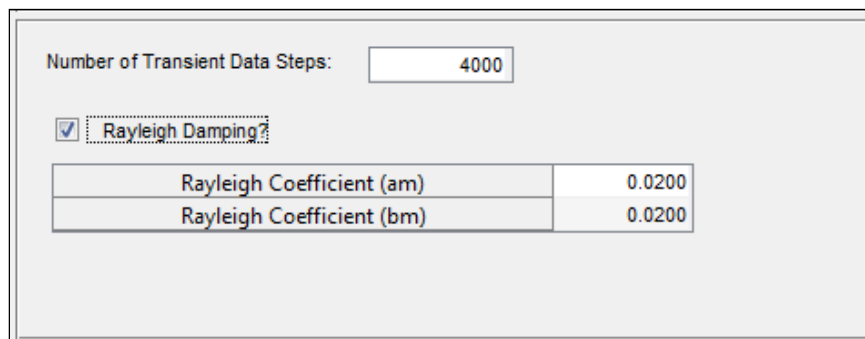 Number of Transient Data Steps: 4000
Rayleigh Damping?
Rayleigh Coefficient (am) 0.0200
Rayleigh Coefficient (bm) 0.0200